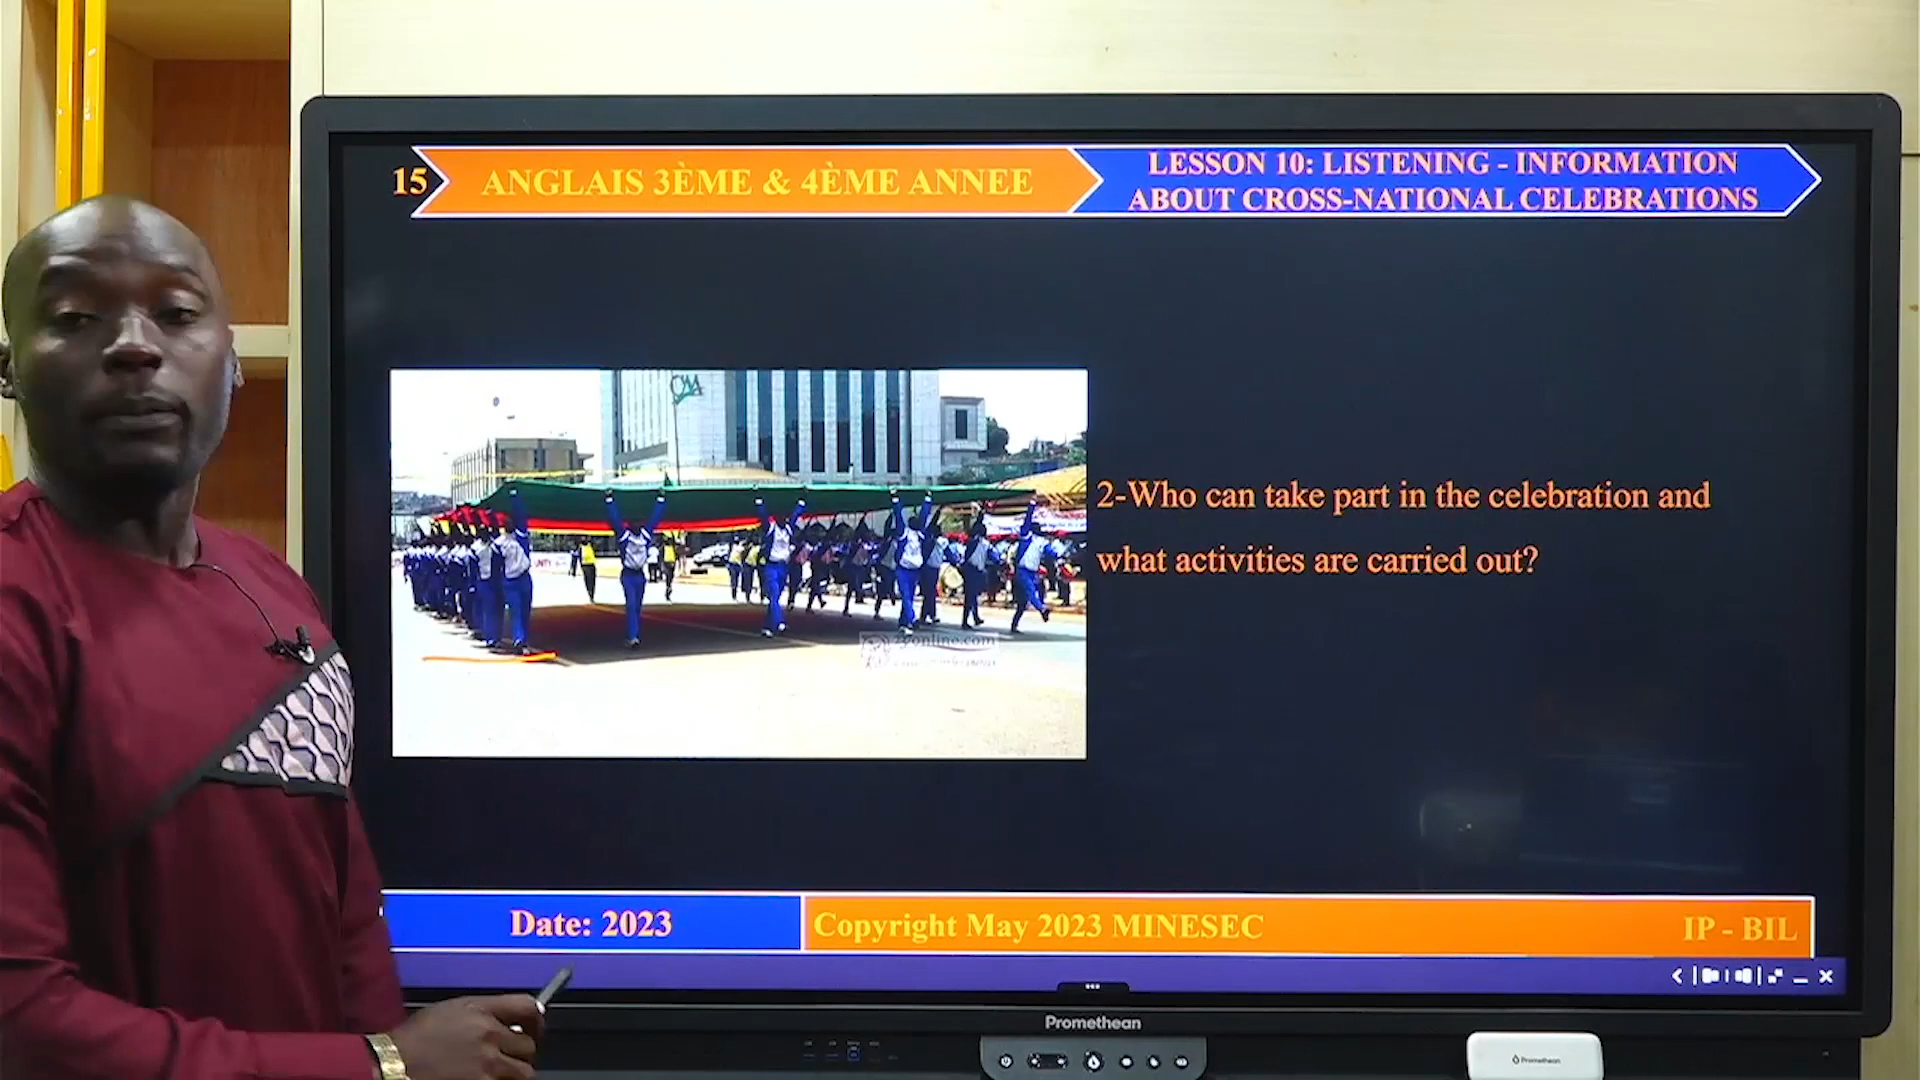 15
ANGLAIS 3ÈME & 4ÈME ANNEE
LESSON 10: LISTENING - INFORMATION
ABOUT CROSS-NATIONAL CELEBRATIONS
2-Who can take part in the celebration and
what activities are carried out?
Date: 2023
Copyright May 2023 MINESEC
IP - BIL
Promethean
Promethean